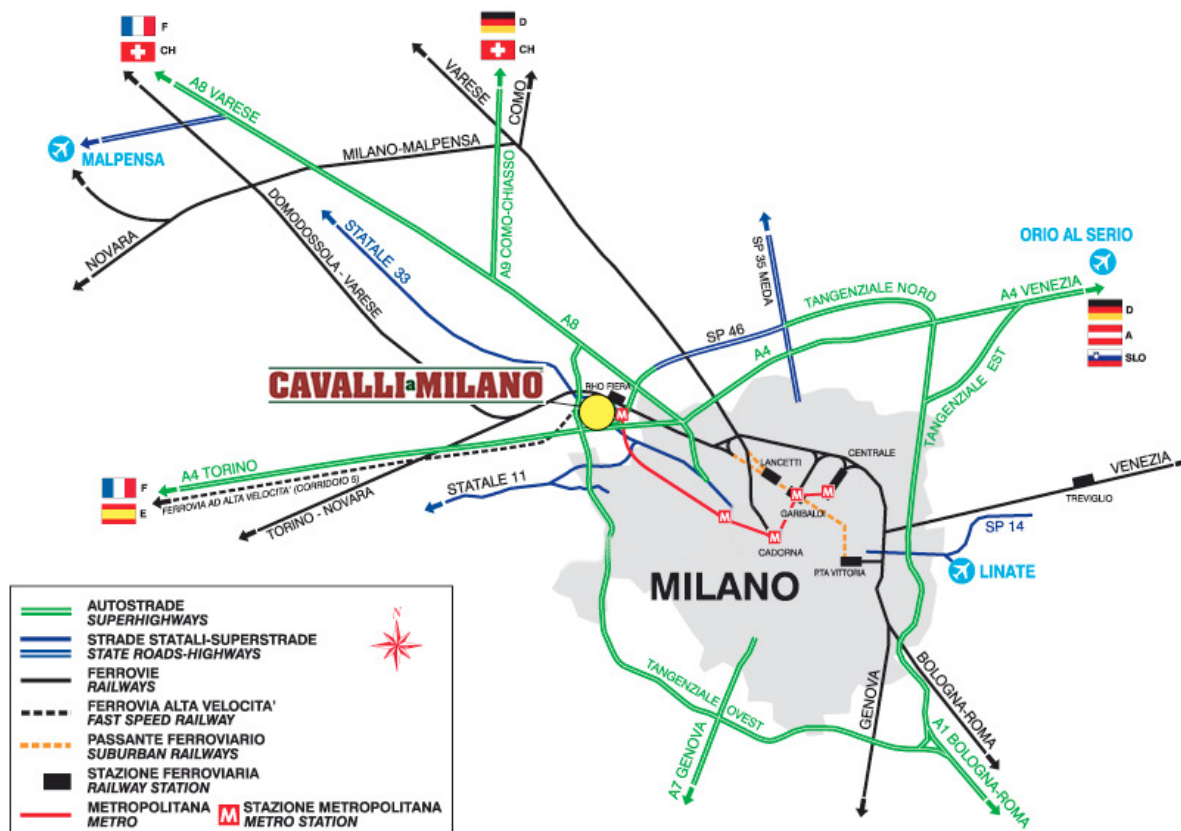 F
CH
D
CH
A8 VARESE
VARESE
COMO
MALPENSA
MILANO-MALPENSA
A9 COMO-CHIASSO
NOVARA
DOMODOSSOLA - VARESE
STATALE 33
SP 35 MEDA
ORIO AL SERIO
TANGENZIALE NORD
A4 VENEZIA
D
A
SLO
A8
SP 46
A4
TANGENZIALE EST
CAVALLI a MILANO
RHO FIERA
M
A4 TORINO
F
E
FERROVIA AD ALTA VELOCITA' (CORRIDOIO 5)
TORINO - NOVARA
STATALE 11
LANCETTI
CENTRALE
M
M
GARIBALDI
M
M
CADORNA
VENEZIA
TREVIGLIO
SP 14
P.TA VITTORIA
LINATE
MILANO
TANGENZIALE OVEST
A7 GENOVA
GENOVA
BOLOGNA-ROMA
A1 BOLOGNA-ROMA
N
AUTOSTRADE
SUPERHIGHWAYS
STRADE STATALI-SUPERSTRADE
STATE ROADS-HIGHWAYS
FERROVIE
RAILWAYS
FERROVIA ALTA VELOCITA'
FAST SPEED RAILWAY
PASSANTE FERROVIARIO
SUBURBAN RAILWAYS
STAZIONE FERROVIARIA
RAILWAY STATION
METROPOLITANA
METRO
M STAZIONE METROPOLITANA
METRO STATION